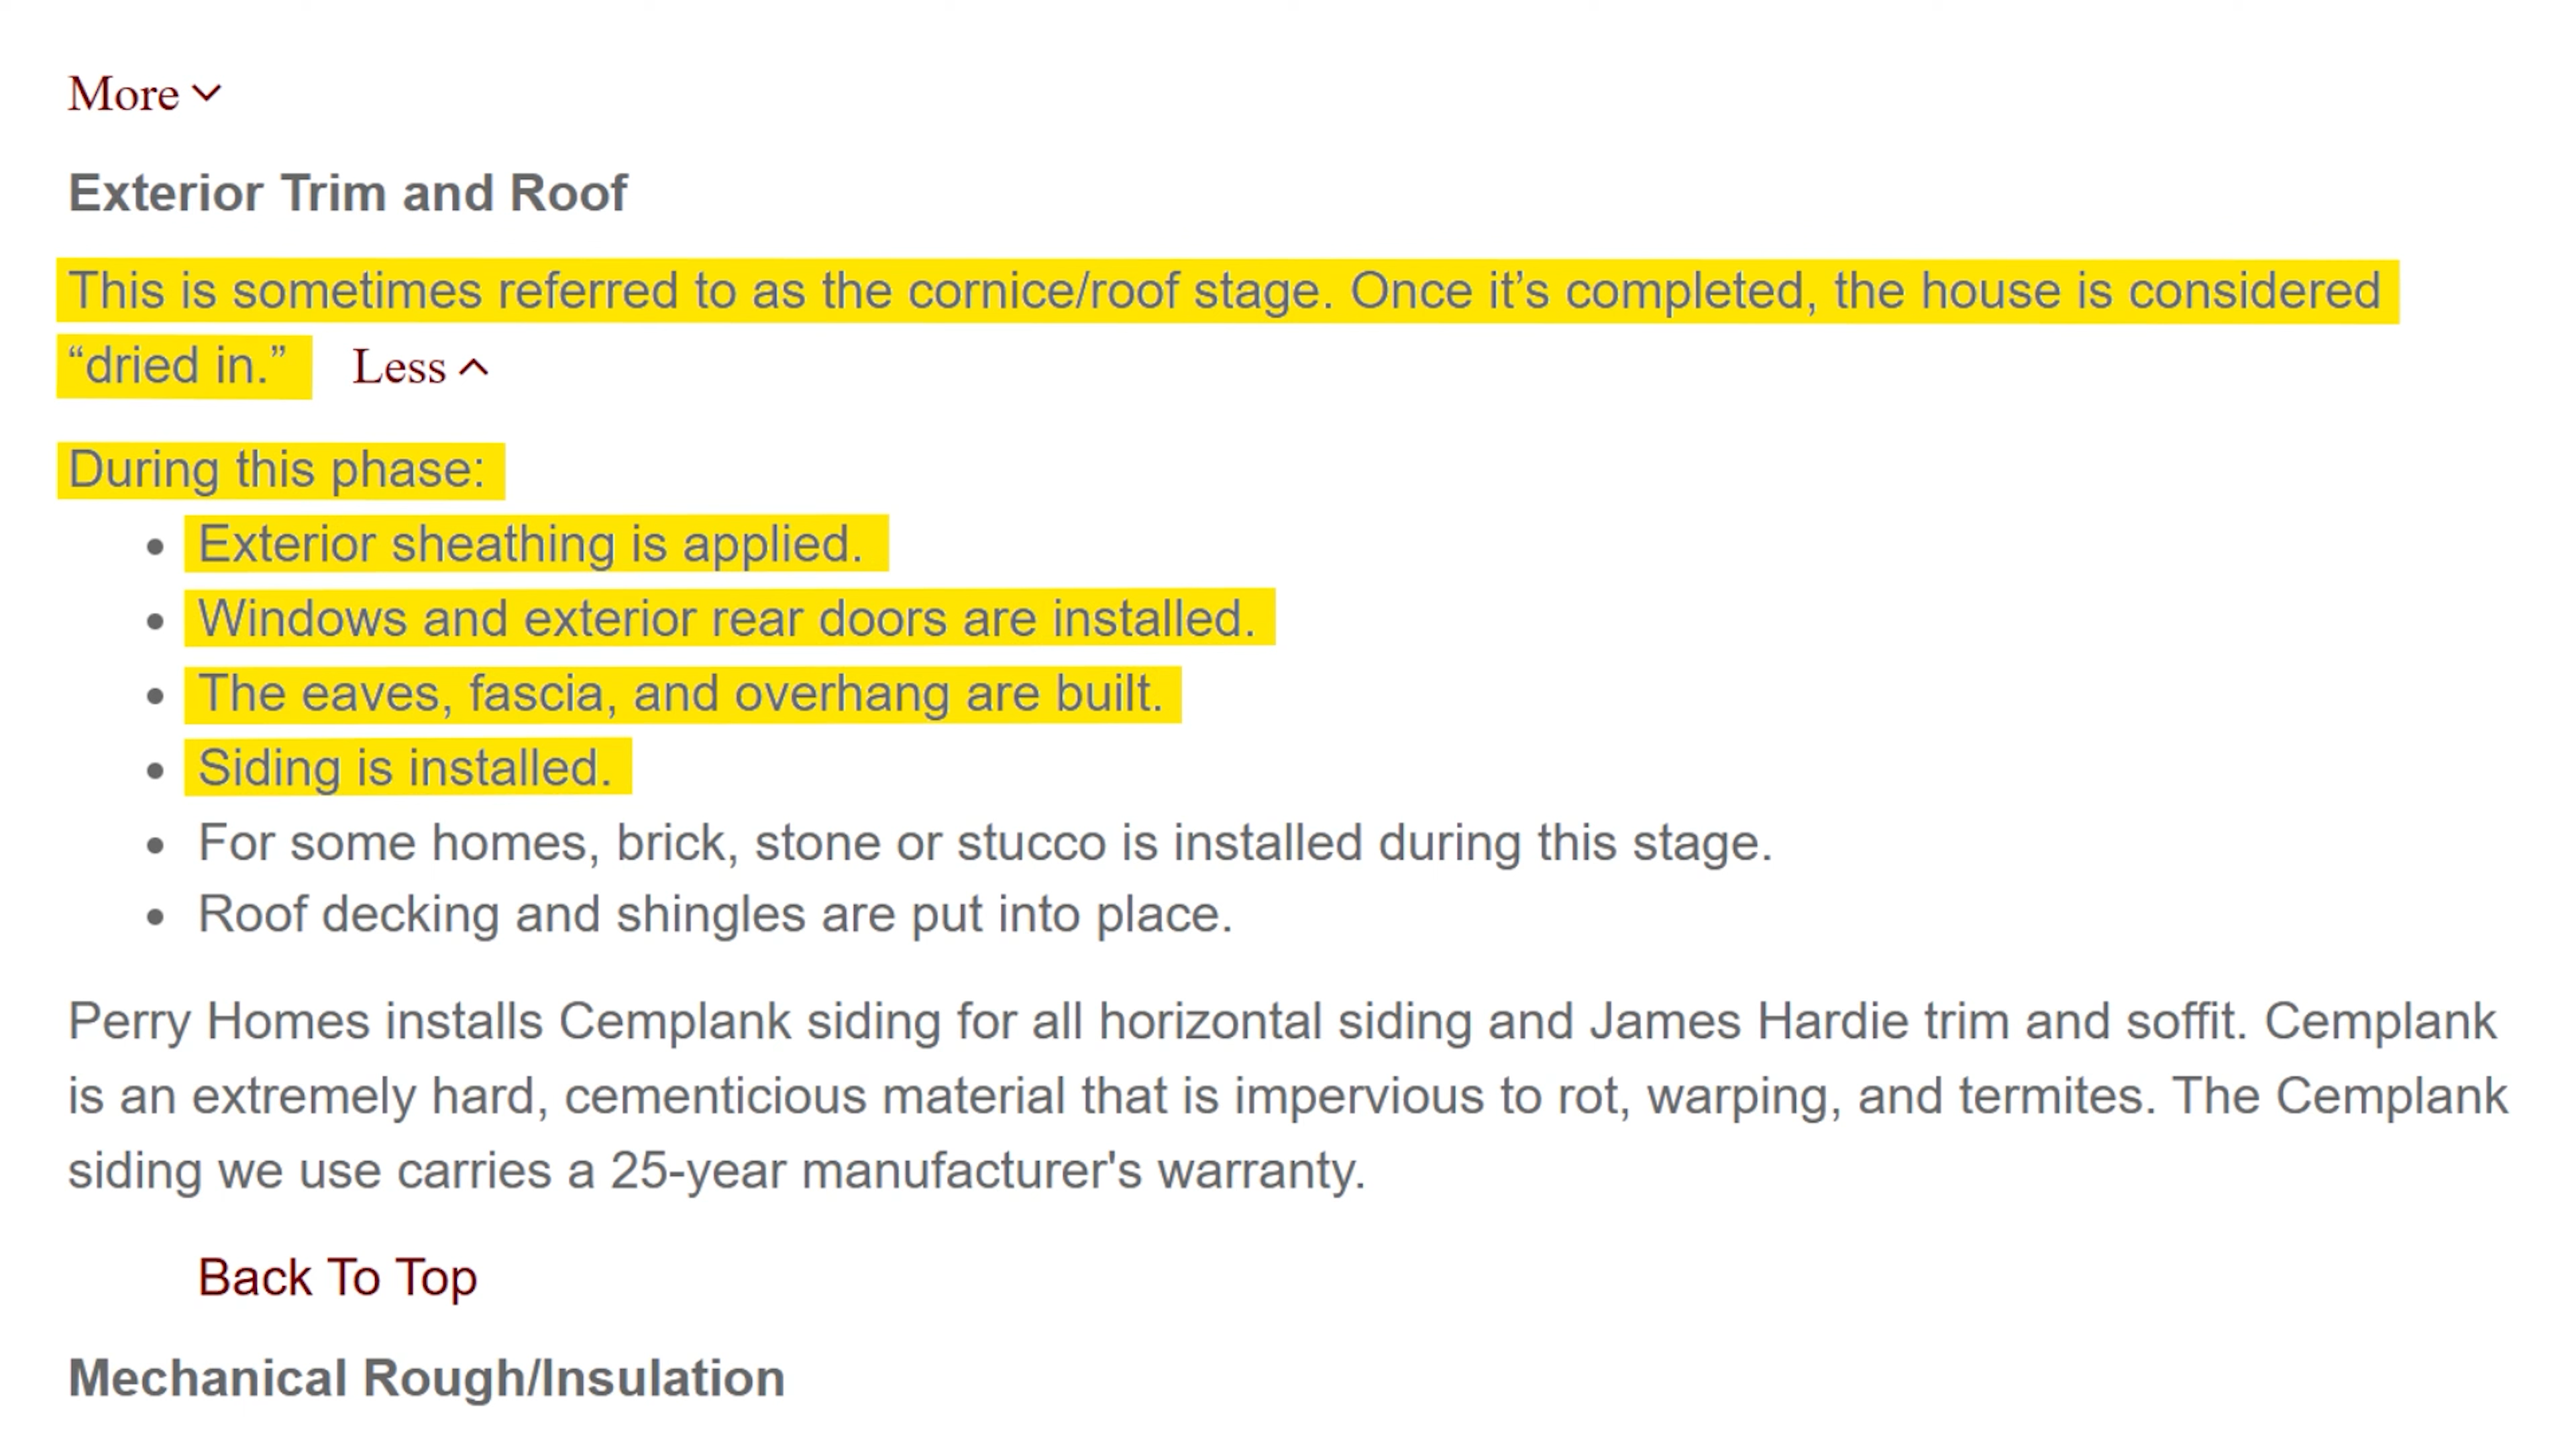 More
Exterior Trim and Roof
This is sometimes referred to as the cornice/roof stage. Once it’s completed, the house is considered
“dried in.” Less
During this phase:
• Exterior sheathing is applied.
• Windows and exterior rear doors are installed.
• The eaves, fascia, and overhang are built.
• Siding is installed.
• For some homes, brick, stone or stucco is installed during this stage.
• Roof decking and shingles are put into place.
Perry Homes installs Cemplank siding for all horizontal siding and James Hardie trim and soffit. Cemplank
is an extremely hard, cementicious material that is impervious to rot, warping, and termites. The Cemplank
siding we use carries a 25-year manufacturer's warranty.
Back To Top
Mechanical Rough/Insulation